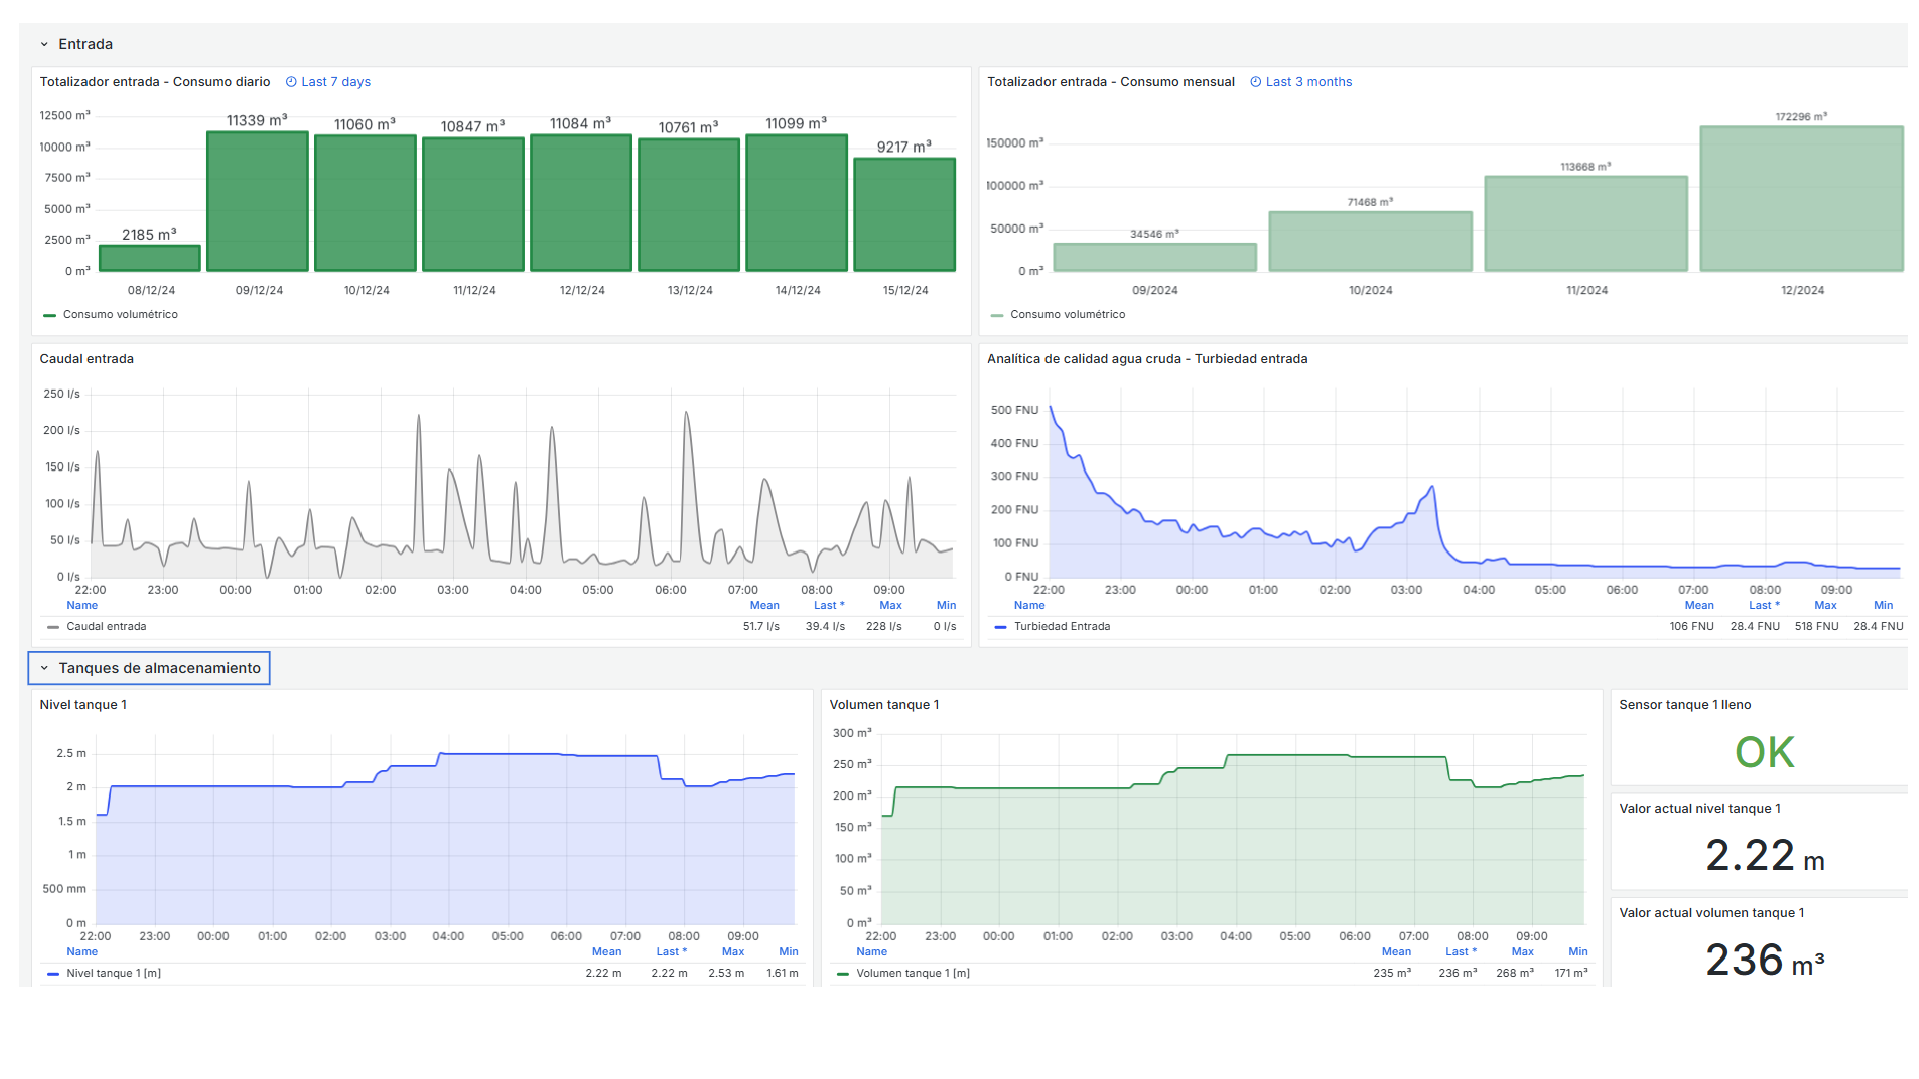 Entrada
Totalizador entrada - Consumo diario Last 7 days
12500 m³
10000 m³
7500 m³
5000 m³
2500 m³
0 m³
2185 m³
11339 m³
11060 m³
10847 m³
11084 m³
10761 m³
11099 m³
9217 m³
08/12/24 09/12/24 10/12/24 11/12/24 12/12/24 13/12/24 14/12/24 15/12/24
Consumo volumétrico
Totalizador entrada - Consumo mensual Last 3 months
150000 m³
100000 m³
50000 m³
0 m³
34546 m³
71468 m³
113668 m³
172296 m³
09/2024 10/2024 11/2024 12/2024
Consumo volumétrico
Caudal entrada
250 l/s
200 l/s
150 l/s
100 l/s
50 l/s
0 l/s
22:00 23:00 00:00 01:00 02:00 03:00 04:00 05:00 06:00 07:00 08:00 09:00
Name Mean Last * Max Min
Caudal entrada 51.7 l/s 39.4 l/s 228 l/s 0 l/s
Analítica de calidad agua cruda - Turbiedad entrada
500 FNU
400 FNU
300 FNU
200 FNU
100 FNU
0 FNU
22:00 23:00 00:00 01:00 02:00 03:00 04:00 05:00 06:00 07:00 08:00 09:00
Name Mean Last * Max Min
Turbiedad Entrada 106 FNU 28.4 FNU 518 FNU 28.4 FNU
Tanques de almacenamiento
Nivel tanque 1
2.5 m
2 m
1.5 m
1 m
500 mm
0 m
22:00 23:00 00:00 01:00 02:00 03:00 04:00 05:00 06:00 07:00 08:00 09:00
Name Mean Last * Max Min
Nivel tanque 1 [m] 2.22 m 2.22 m 2.53 m 1.61 m
Volumen tanque 1
300 m³
250 m³
200 m³
150 m³
100 m³
50 m³
0 m³
22:00 23:00 00:00 01:00 02:00 03:00 04:00 05:00 06:00 07:00 08:00 09:00
Name Mean Last * Max Min
Volumen tanque 1 [m] 235 m³ 236 m³ 268 m³ 171 m³
Sensor tanque 1 lleno
OK
Valor actual nivel tanque 1
2.22 m
Valor actual volumen tanque 1
236 m³